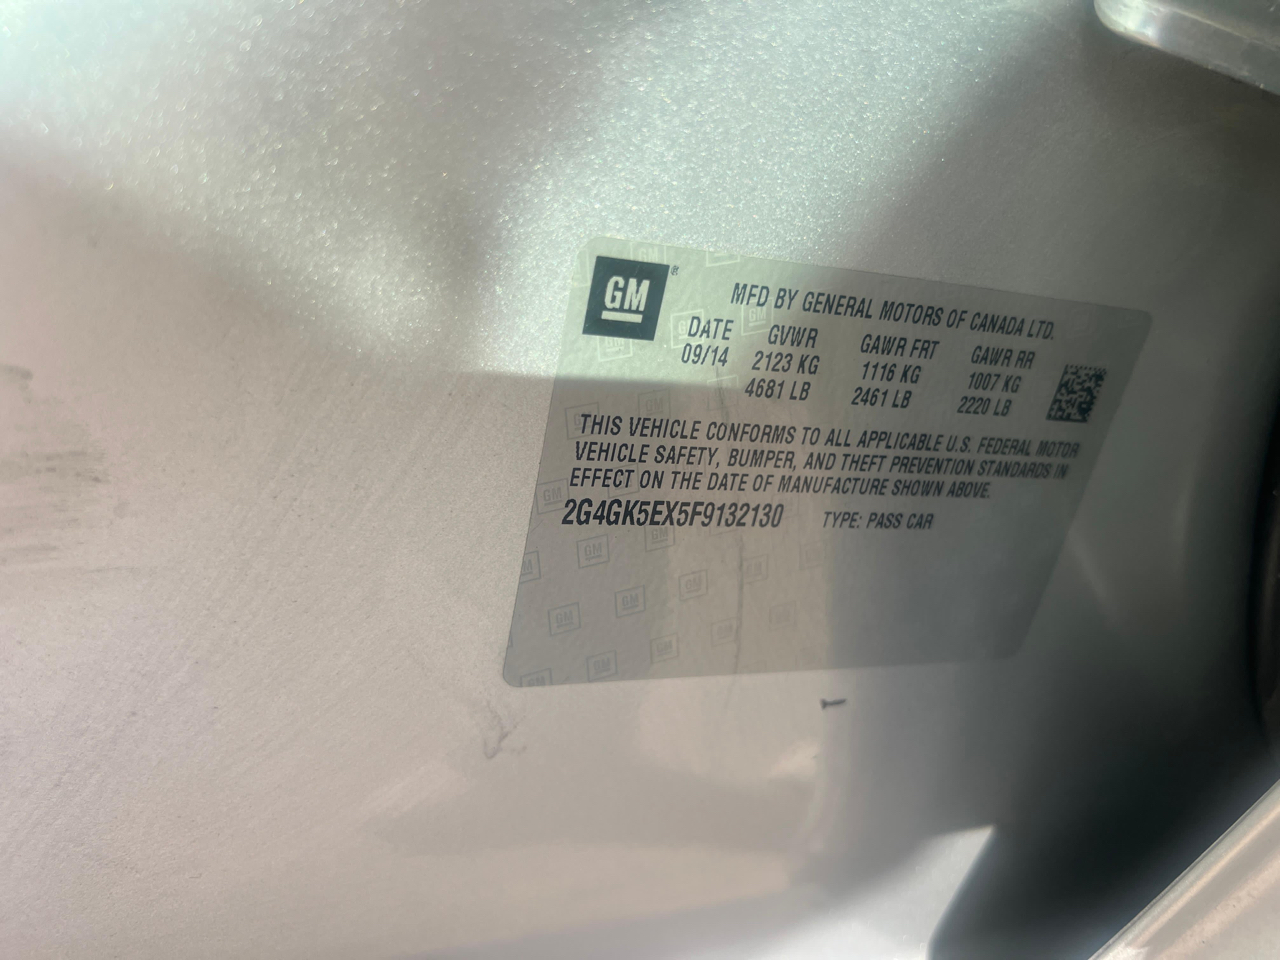 GM®
MFD BY GENERAL MOTORS OF CANADA LTD.
DATE GVWR GAWR FRT GAWR RR
09/14 2123 KG 1116 KG 1007 KG
4681 LB 2461 LB 2220 LB
THIS VEHICLE CONFORMS TO ALL APPLICABLE U.S. FEDERAL MOTOR
VEHICLE SAFETY, BUMPER, AND THEFT PREVENTION STANDARDS IN
EFFECT ON THE DATE OF MANUFACTURE SHOWN ABOVE.
2G4GK5EX5F9132130 TYPE: PASS CAR